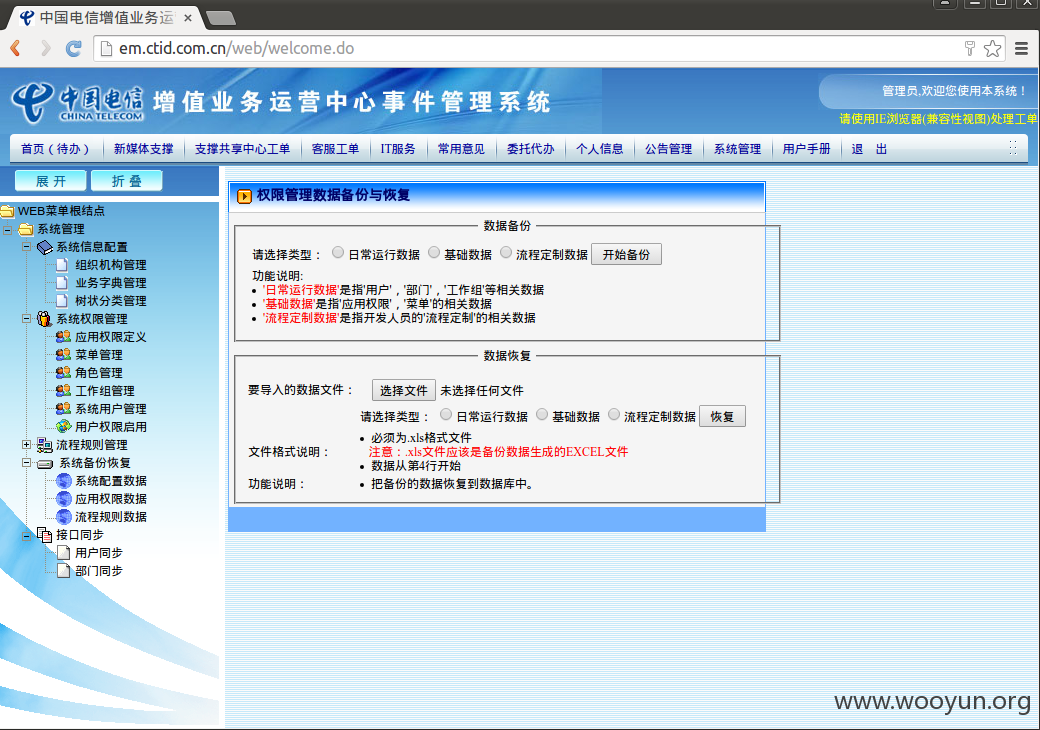 中国电信增值业务运
em.ctid.com.cn/web/welcome.do
中国电信 CHINA TELECOM 增值业务运营中心事件管理系统
管理员,欢迎您使用本系统！
请使用IE浏览器(兼容性视图)处理工单
首页（待办） 新媒体支撑 支撑共享中心工单 客服工单 IT服务 常用意见 委托代办 个人信息 公告管理 系统管理 用户手册 退 出
展 开 折 叠
WEB菜单根结点
系统管理
系统信息配置
组织机构管理
业务字典管理
树状分类管理
系统权限管理
应用权限定义
菜单管理
角色管理
工作组管理
系统用户管理
用户权限启用
流程规则管理
系统备份恢复
系统配置数据
应用权限数据
流程规则数据
接口同步
用户同步
部门同步
权限管理数据备份与恢复
数据备份
请选择类型： 日常运行数据 基础数据 流程定制数据 开始备份
功能说明:
• '日常运行数据'是指'用户'，'部门'，'工作组'等相关数据
• '基础数据'是指'应用权限'，'菜单'的相关数据
• '流程定制数据'是指开发人员的'流程定制'的相关数据
数据恢复
要导入的数据文件： 选择文件 未选择任何文件
请选择类型： 日常运行数据 基础数据 流程定制数据 恢复
文件格式说明：
• 必须为.xls格式文件
注意：.xls文件应该是备份数据生成的EXCEL文件
• 数据从第4行开始
功能说明： • 把备份的数据恢复到数据库中。
www.wooyun.org